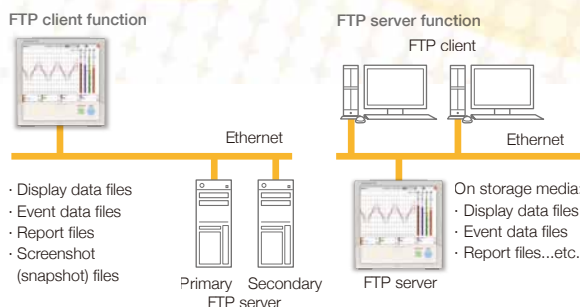 FTP client function
Ethernet
· Display data files
· Event data files
· Report files
· Screenshot
(snapshot) files
Primary Secondary
FTP server
FTP server function
FTP client
Ethernet
FTP server
On storage media:
· Display data files
· Event data files
· Report files...etc.